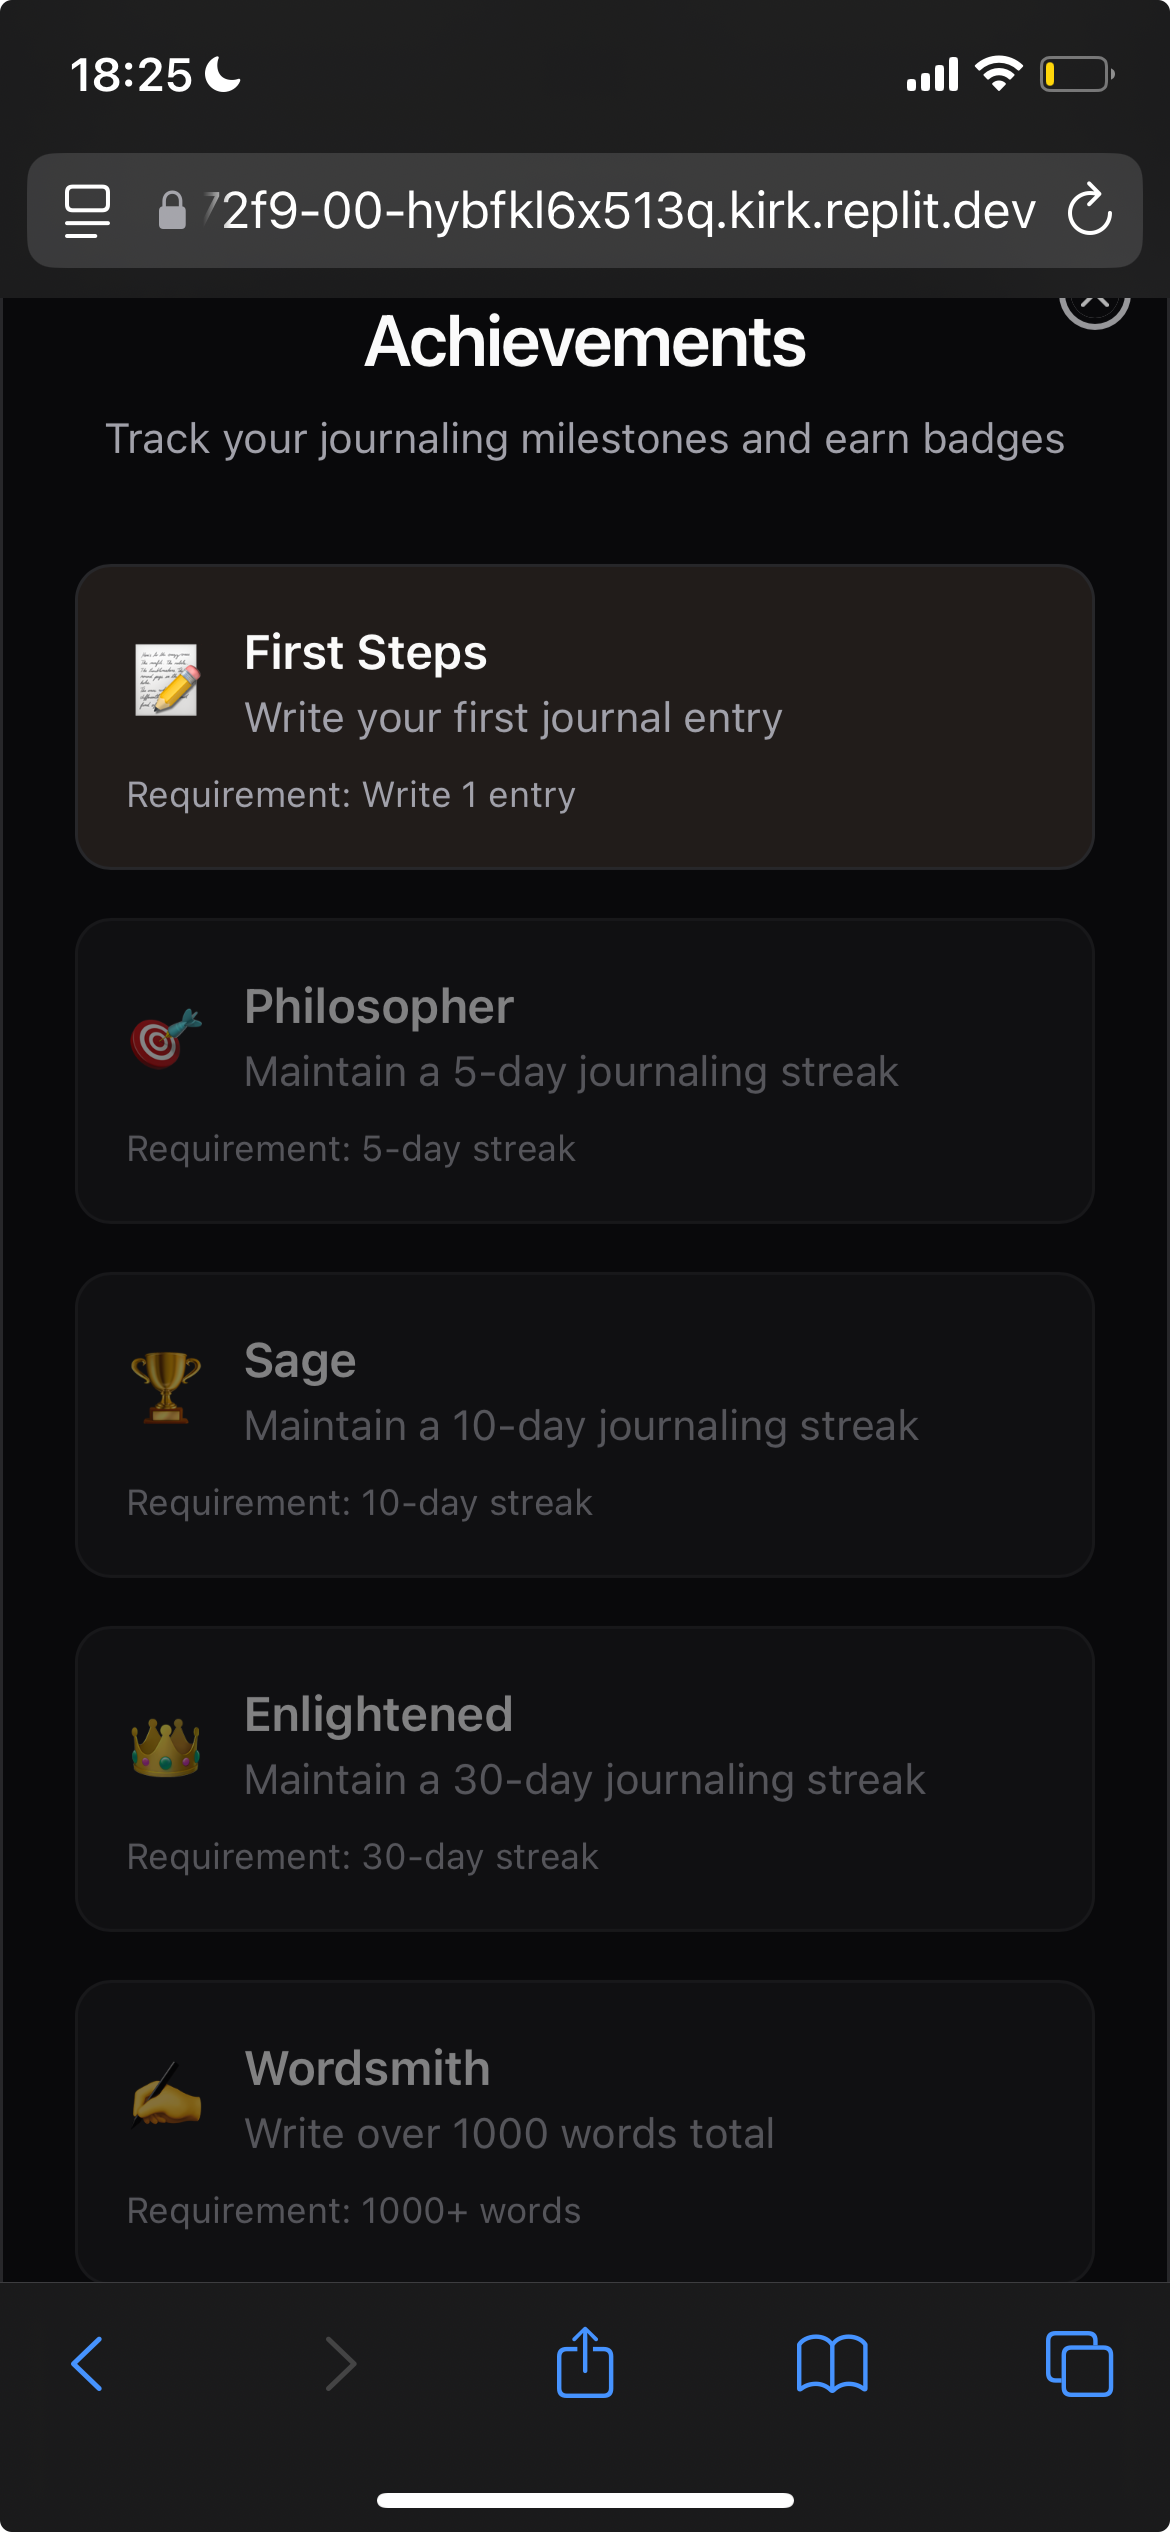 18:25
72f9-00-hybfkl6x513q.kirk.replit.dev
Achievements
Track your journaling milestones and earn badges
First Steps
Write your first journal entry
Requirement: Write 1 entry
Philosopher
Maintain a 5-day journaling streak
Requirement: 5-day streak
Sage
Maintain a 10-day journaling streak
Requirement: 10-day streak
Enlightened
Maintain a 30-day journaling streak
Requirement: 30-day streak
Wordsmith
Write over 1000 words total
Requirement: 1000+ words